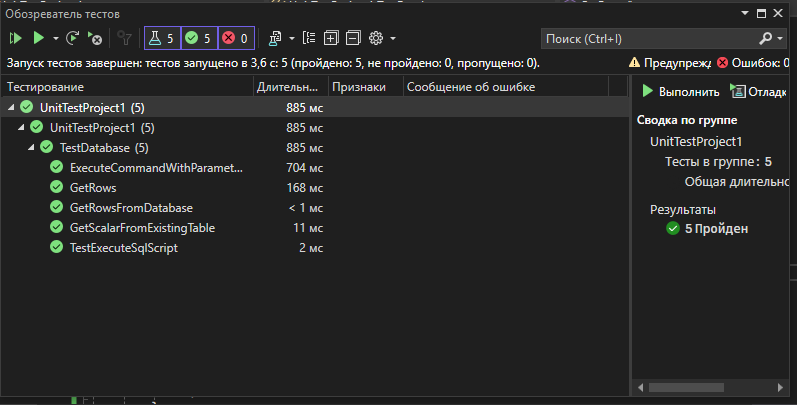 Обозреватель тестов
5 5 0
Поиск (Ctrl+I)
Запуск тестов завершен: тестов запущено в 3,6 с: 5 (пройдено: 5, не пройдено: 0, пропущено: 0).
Предупрежд Ошибок: 0
Тестирование Длительн... Признаки Сообщение об ошибке
UnitTestProject1 (5) 885 мс
UnitTestProject1 (5) 885 мс
TestDatabase (5) 885 мс
ExecuteCommandWithParamet... 704 мс
GetRows 168 мс
GetRowsFromDatabase < 1 мс
GetScalarFromExistingTable 11 мс
TestExecuteSqlScript 2 мс
Выполнить Отладк
Сводка по группе
UnitTestProject1
Тесты в группе: 5
Общая длительно
Результаты
5 Пройден